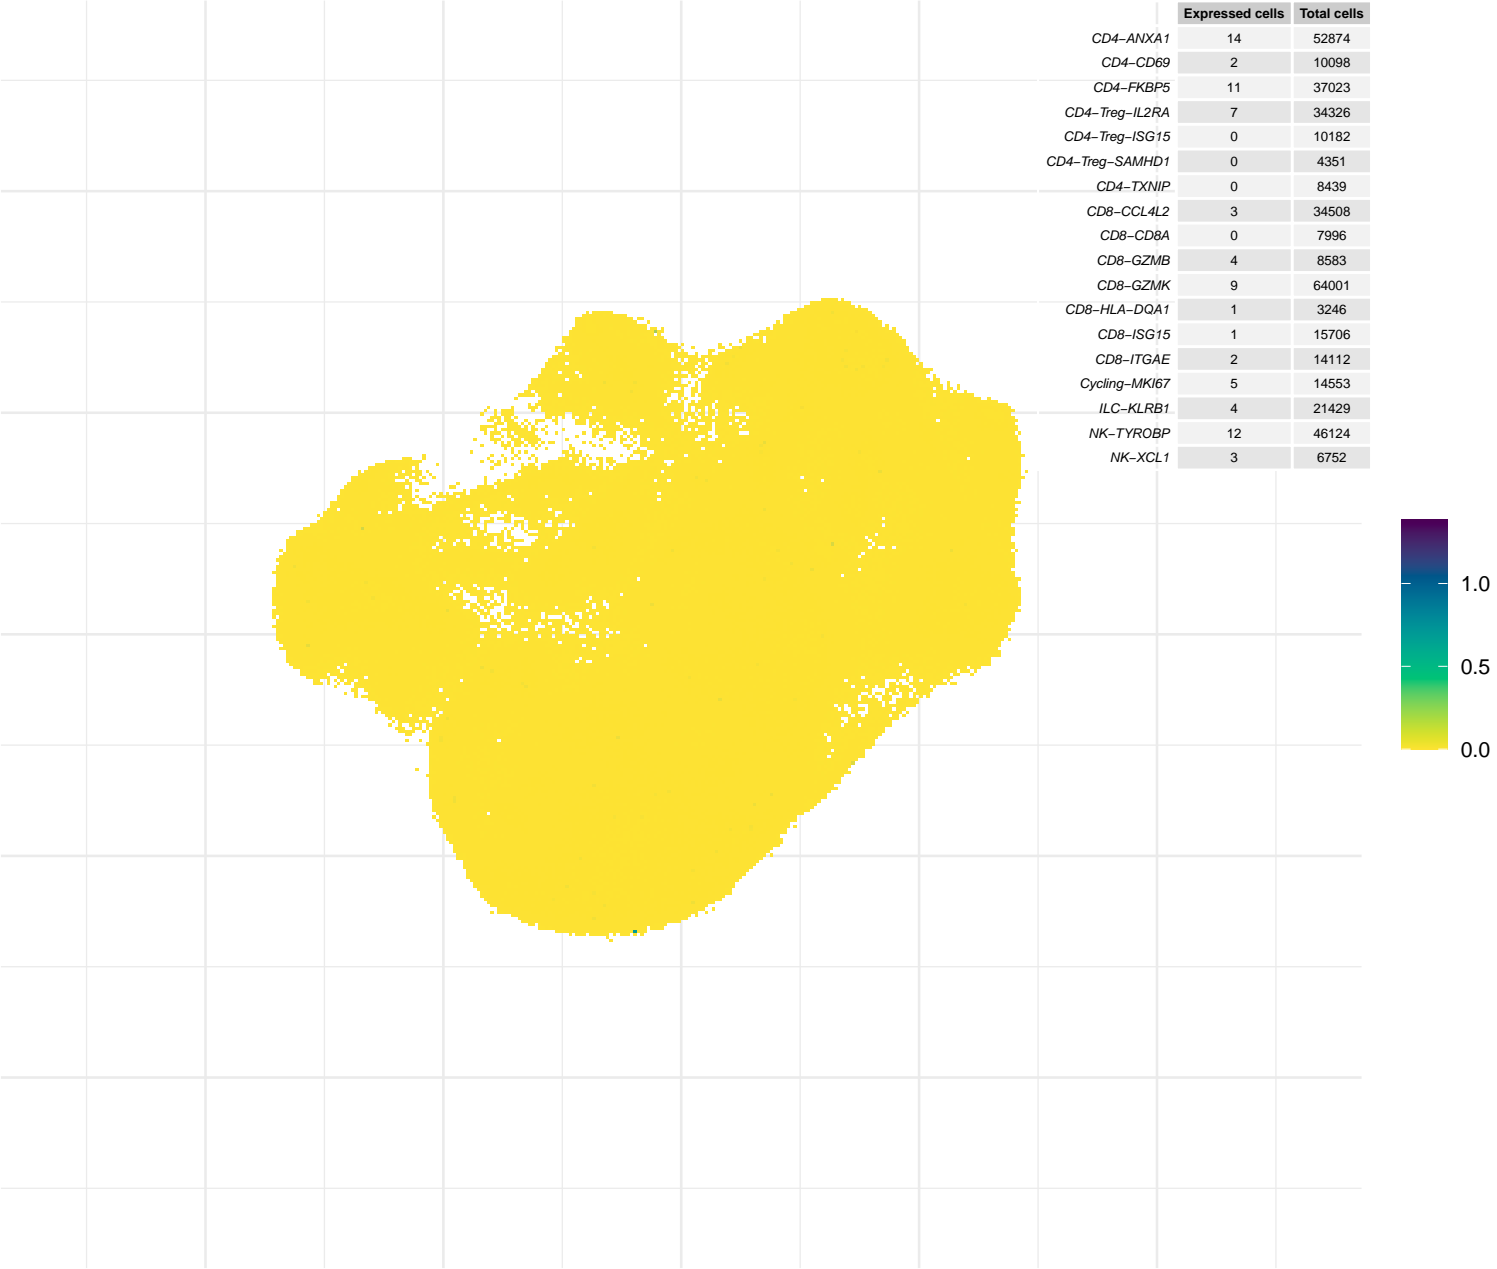 Expressed cells Total cells
CD4−ANXA1 14 52874
CD4−CD69 2 10098
CD4−FKBP5 11 37023
CD4−Treg−IL2RA 7 34326
CD4−Treg−ISG15 0 10182
CD4−Treg−SAMHD1 0 4351
CD4−TXNIP 0 8439
CD8−CCL4L2 3 34508
CD8−CD8A 0 7996
CD8−GZMB 4 8583
CD8−GZMK 9 64001
CD8−HLA−DQA1 1 3246
CD8−ISG15 1 15706
CD8−ITGAE 2 14112
Cycling−MKI67 5 14553
ILC−KLRB1 4 21429
NK−TYROBP 12 46124
NK−XCL1 3 6752
1.0
0.5
0.0